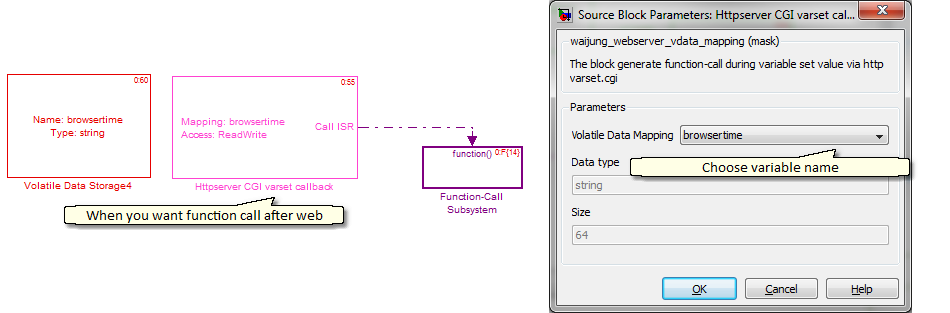 0:60
Name: browsertime
Type: string
Volatile Data Storage4
0:55
Mapping: browsertime
Access: ReadWrite
Call ISR
Httpserver CGI varset callback
When you want function call after web
function()
0:F{14}
Function-Call
Subsystem
Source Block Parameters: Httpserver CGI varset cal...
waijung_webserver_vdata_mapping (mask)
The block generate function-call during variable set value via http
varset.cgi
Parameters
Volatile Data Mapping
browsertime
Choose variable name
Data type
string
Size
64
OK
Cancel
Help